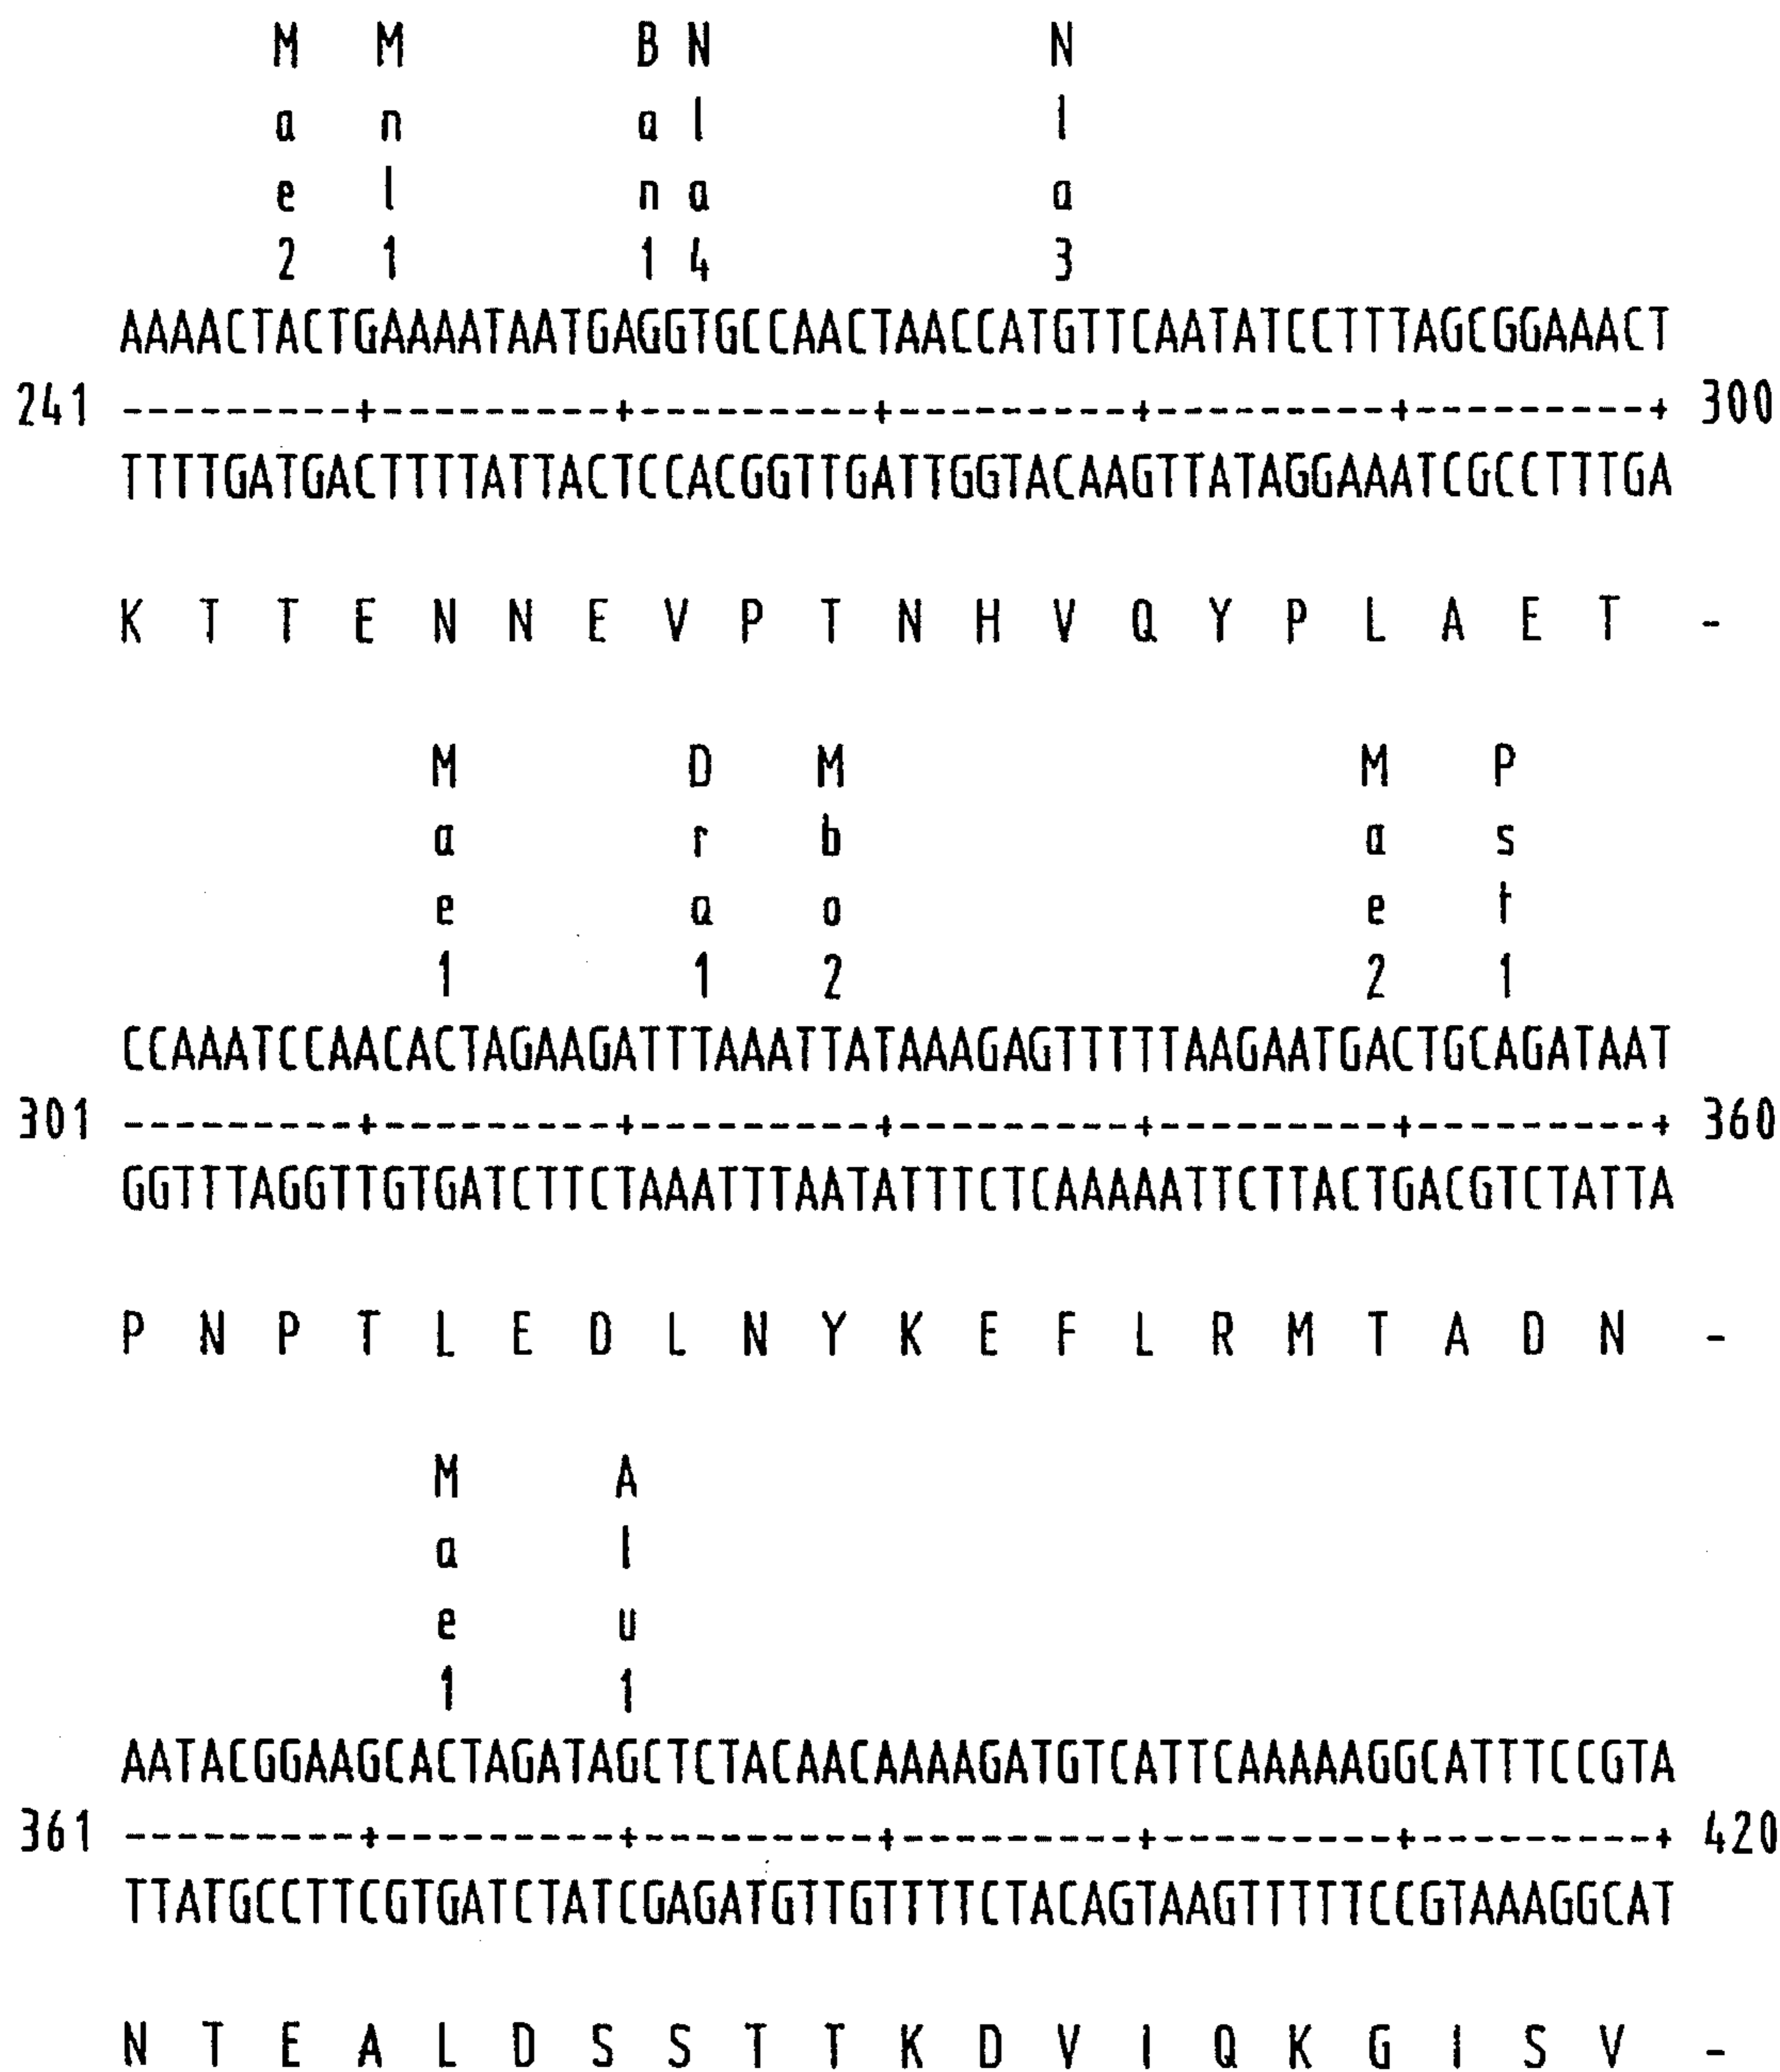 M M B N N
a n a l l
e l n a a
2 1 1 4 3
AAAACTACTGAAAATAATGAGGTGCCAACTAACCATGTTCAATATCCTTTAGCGGAAACT
241 ---------+---------+---------+---------+---------+---------+ 300
TTTTGATGACTTTTATTACTCCACGGTTGATTGGTACAAGTTATAGGAAATCGCCTTTGA
K T T E N N E V P T N H V Q Y P L A E T -
M D M M P
a r b a s
e a o e t
1 1 2 2 1
CCAAATCCAACACTAGAAGATTTAAATTATAAAGAGTTTTTAAGAATGACTGCAGATAAT
301 ---------+---------+---------+---------+---------+---------+ 360
GGTTTAGGTTGTGATCTTCTAAATTTAATATTTCTCAAAAATTCTTACTGACGTCTATTA
P N P T L E D L N Y K E F L R M T A D N -
M A
a l
e u
1 1
AATACGGAAGCACTAGATAGCTCTACAACAAAAGATGTCATTCAAAAAGGCATTTCCGTA
361 ---------+---------+---------+---------+---------+---------+ 420
TTATGCCTTCGTGATCTATCGAGATGTTGTTTTCTACAGTAAGTTTTTCCGTAAAGGCAT
N T E A L D S S T T K D V I Q K G I S V -